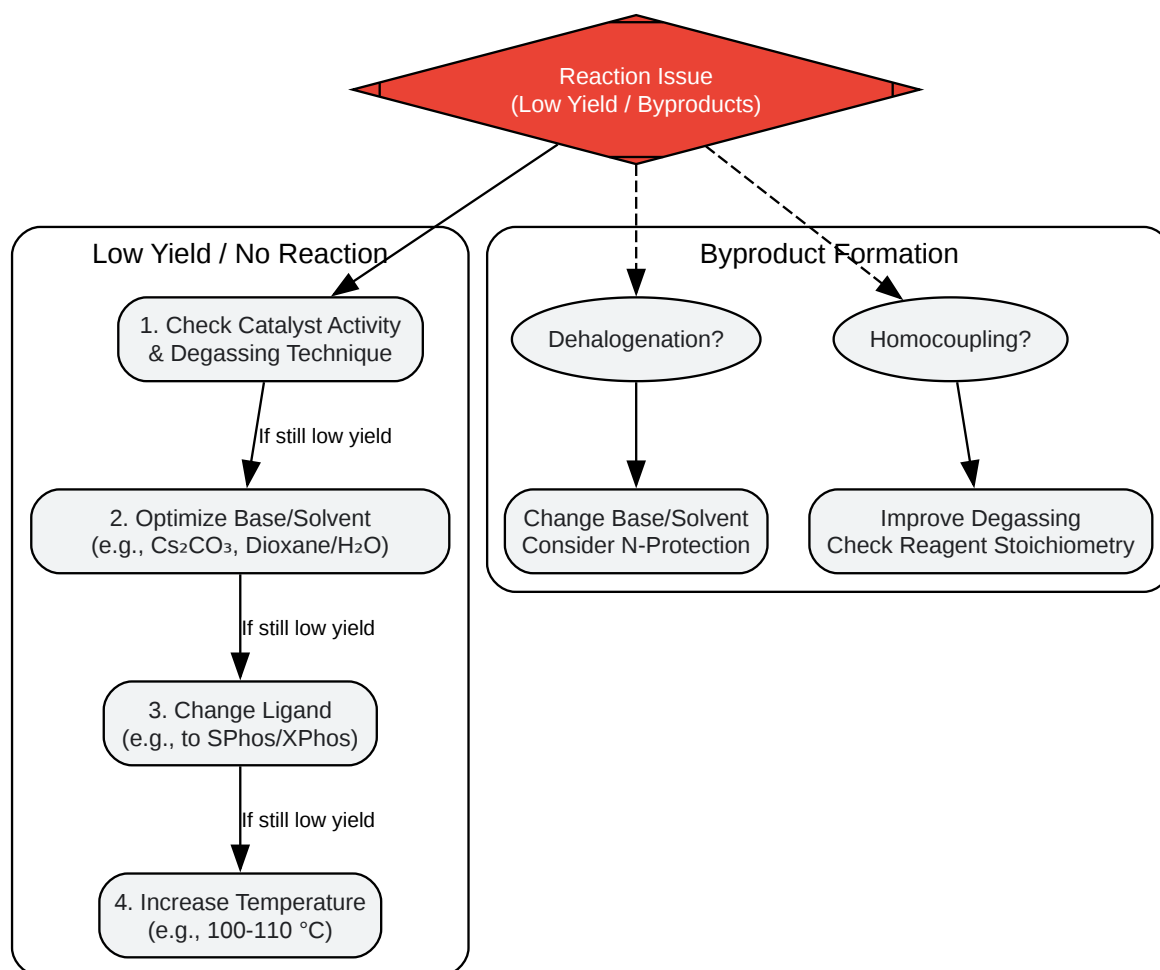 Reaction Issue
(Low Yield / Byproducts)
Low Yield / No Reaction
1. Check Catalyst Activity
& Degassing Technique
If still low yield
2. Optimize Base/Solvent
(e.g., Cs₂CO₃, Dioxane/H₂O)
If still low yield
3. Change Ligand
(e.g., to SPhos/XPhos)
If still low yield
4. Increase Temperature
(e.g., 100-110 °C)
Byproduct Formation
Dehalogenation?
Change Base/Solvent
Consider N-Protection
Homocoupling?
Improve Degassing
Check Reagent Stoichiometry